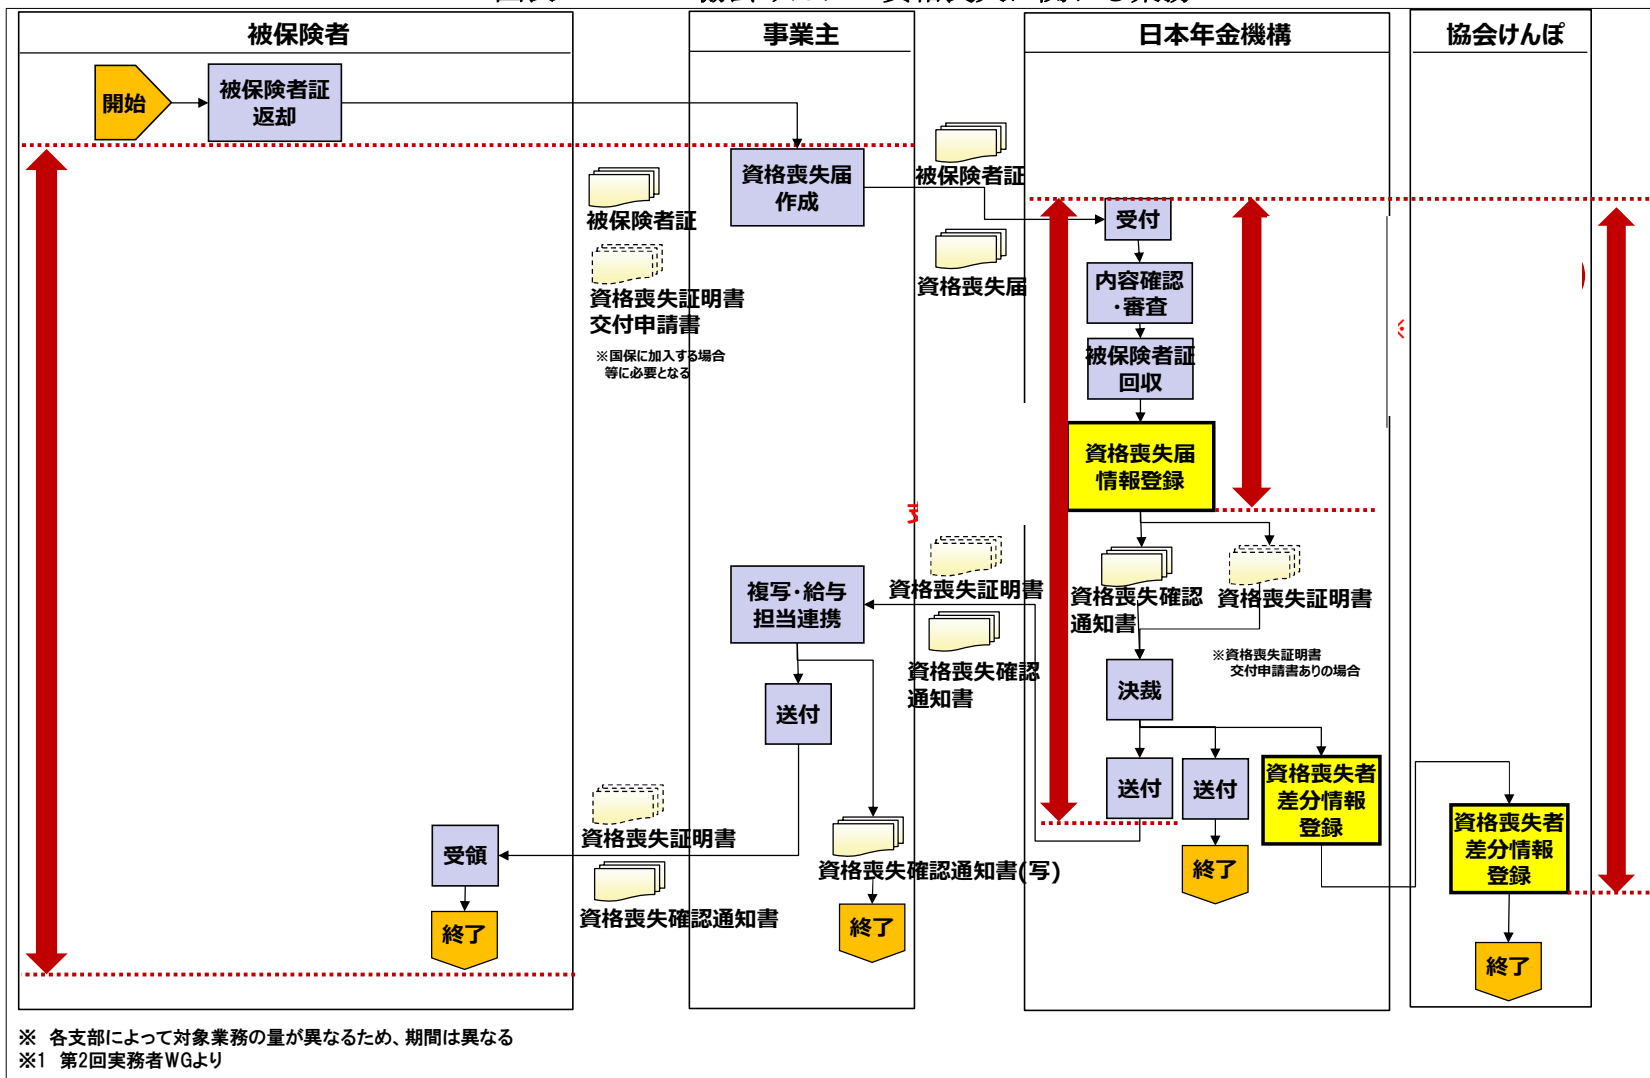 被保険者
事業主
日本年金機構
協会けんぽ
開始
被保険者証
返却
資格喪失届
作成
被保険者証
資格喪失証明書
交付申請書
※国保に加入する場合
等に必要となる
被保険者証
資格喪失届
受付
内容確認
・審査
被保険者証
回収
資格喪失届
情報登録
資格喪失確認
通知書
資格喪失証明書
※資格喪失証明書
交付申請書ありの場合
決裁
送付
送付
終了
資格喪失者
差分情報
登録
資格喪失者
差分情報
登録
終了
資格喪失証明書
資格喪失確認
通知書
複写・給与
担当連携
送付
資格喪失確認通知書(写)
終了
資格喪失証明書
資格喪失確認通知書
受領
終了
※ 各支部によって対象業務の量が異なるため、期間は異なる
※1 第2回実務者WGより